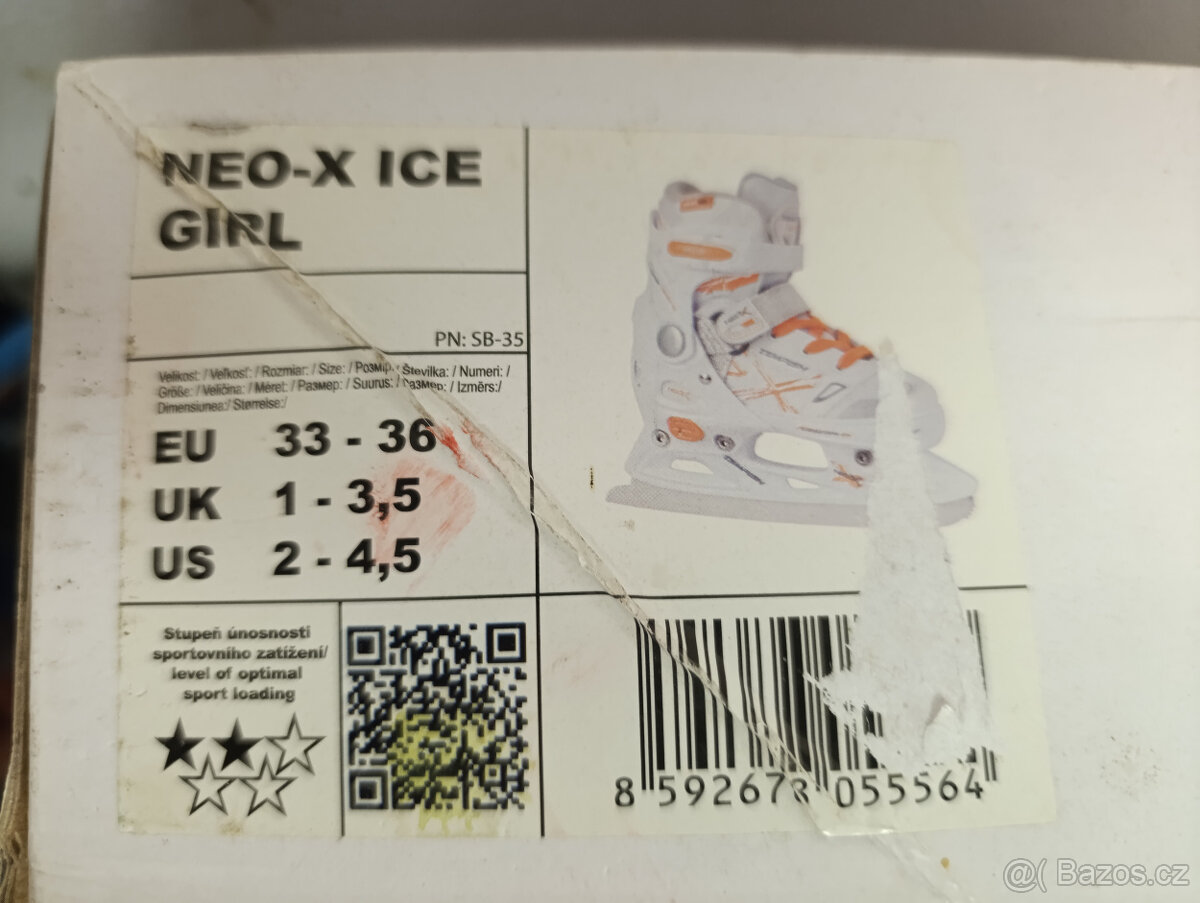 NEO-X ICE
GIRL
PN: SB-35
Velikost: / Veľkosť: / Rozmiar: / Size: / Розмір: / Številka: / Numeri: /
Größe: / Veličina: / Méret: / Размер: / Suurus: / Размер: / Izmērs:/
Dimensiunea:/ Størrelse:/
EU 33 - 36
UK 1 - 3,5
US 2 - 4,5
Stupeň únosnosti
sportovního zatížení/
level of optimal
sport loading
8 592678 055564
@( Bazos.cz